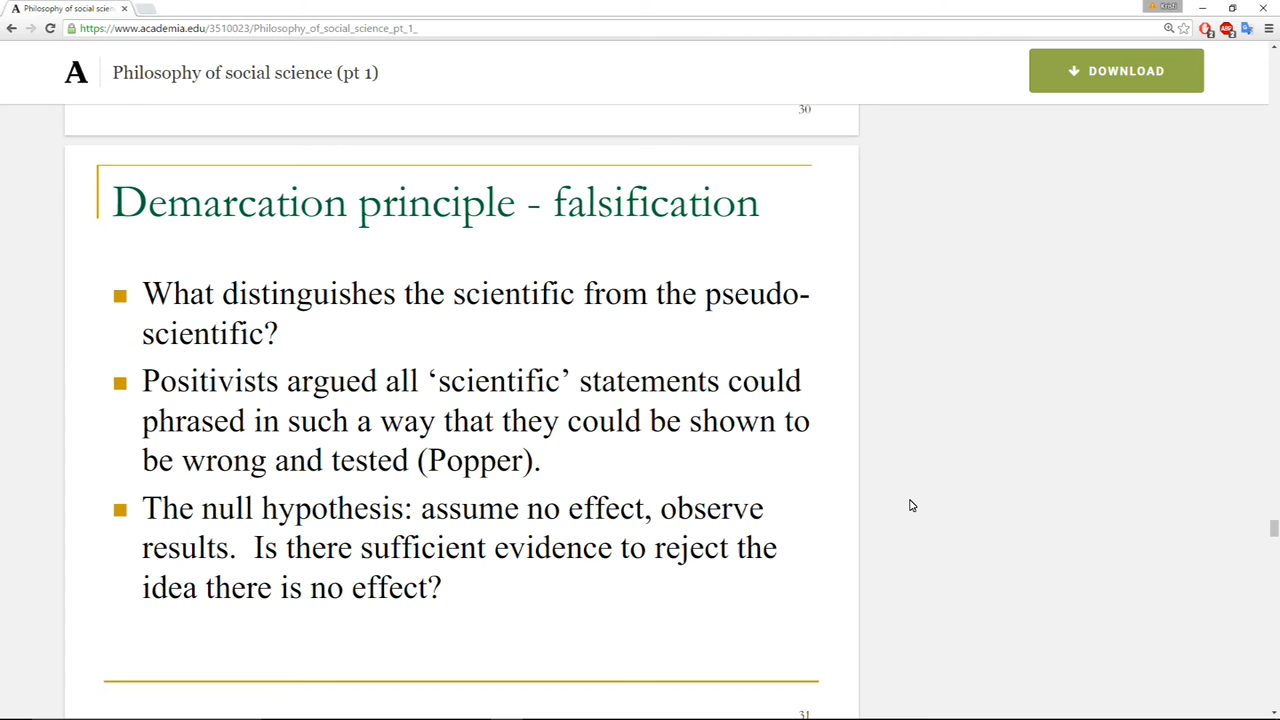 Philosophy of social scien
Kridi
https://www.academia.edu/3510023/Philosophy_of_social_science_pt_1_
A
Philosophy of social science (pt 1)
DOWNLOAD
30
Demarcation principle - falsification
What distinguishes the scientific from the pseudo-
scientific?
Positivists argued all ‘scientific’ statements could
phrased in such a way that they could be shown to
be wrong and tested (Popper).
The null hypothesis: assume no effect, observe
results. Is there sufficient evidence to reject the
idea there is no effect?
31